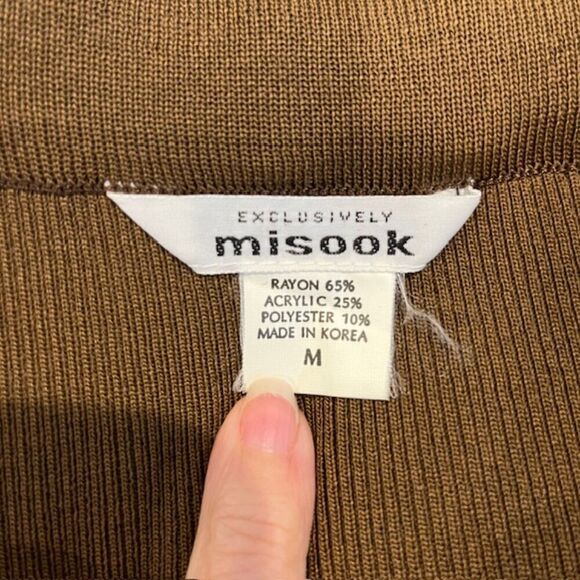 EXCLUSIVELY
misook
RAYON 65%
ACRYLIC 25%
POLYESTER 10%
MADE IN KOREA
M